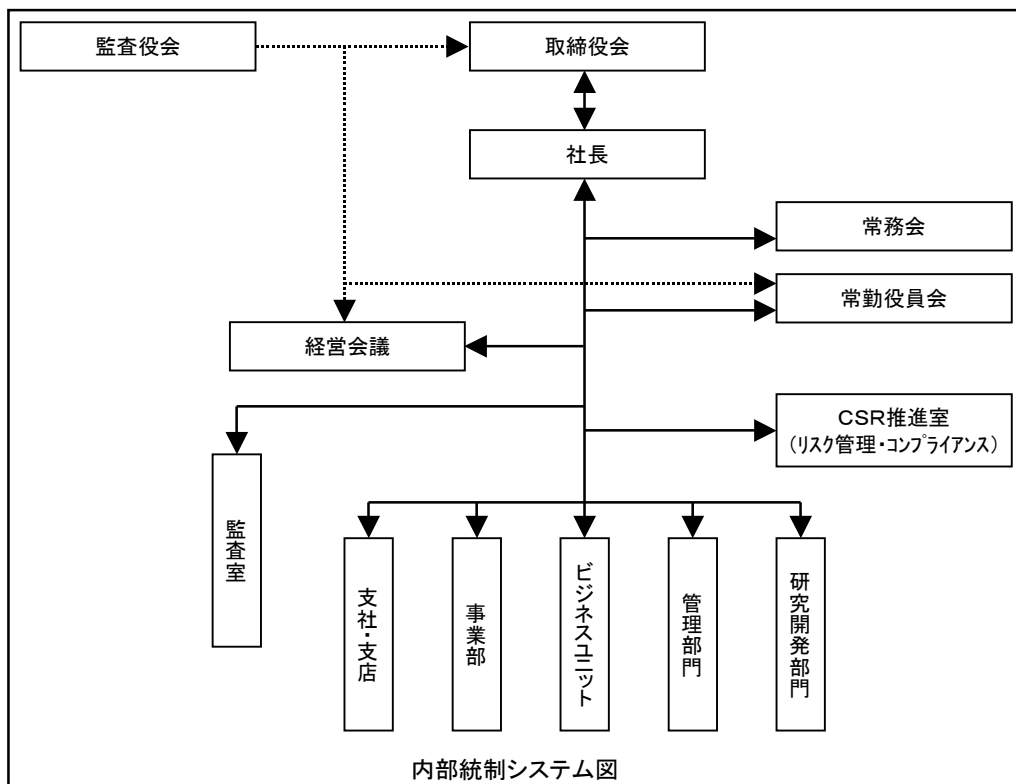 監査役会
取締役会
社長
常務会
常勤役員会
経営会議
CSR推進室
（リスク管理・コンプライアンス）
監査室
支社・支店
事業部
ビジネスユニット
管理部門
研究開発部門
内部統制システム図